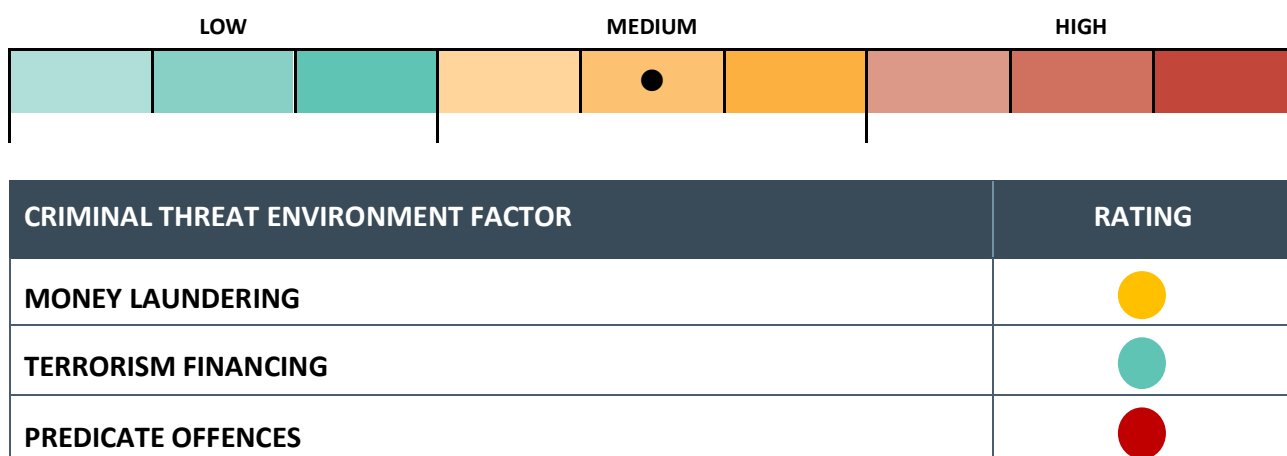 LOW MEDIUM HIGH
CRIMINAL THREAT ENVIRONMENT FACTOR RATING
MONEY LAUNDERING
TERRORISM FINANCING
PREDICATE OFFENCES